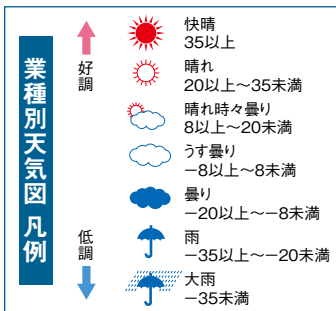 業種別天気図 凡例
好調
低調
快晴
35以上
晴れ
20以上～35未満
晴れ時々曇り
8以上～20未満
うす曇り
－8以上～8未満
曇り
－20以上～－8未満
雨
－35以上～－20未満
大雨
－35未満